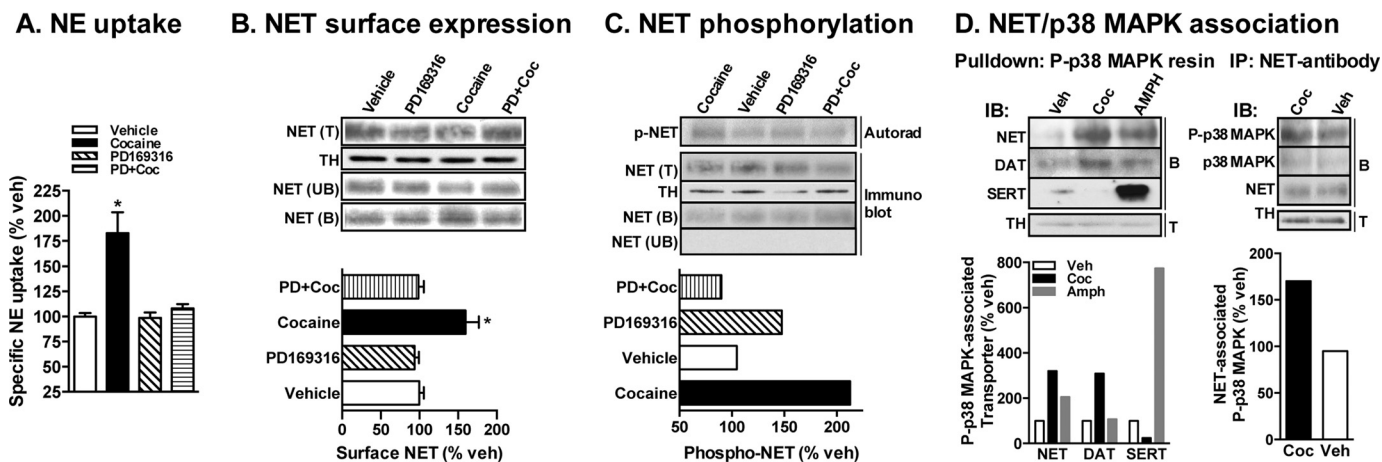 A. NE uptake
Vehicle
Cocaine
PD169316
PD+Coc
Specific NE uptake (% veh)
225
200
175
150
125
100
75
50
25
*
B. NET surface expression
Vehicle
PD169316
Cocaine
PD+Coc
NET (T)
TH
NET (UB)
NET (B)
PD+Coc
Cocaine
*
PD169316
Vehicle
0 50 100 150 200
Surface NET (% veh)
C. NET phosphorylation
Cocaine
Vehicle
PD169316
PD+Coc
p-NET
Autorad
NET (T)
TH
NET (B)
NET (UB)
Immuno
blot
PD+Coc
PD169316
Vehicle
Cocaine
50 100 150 200
Phospho-NET (% veh)
D. NET/p38 MAPK association
Pulldown: P-p38 MAPK resin
IB:
Veh
Coc
AMPH
NET
DAT
SERT
TH
B
T
Veh
Coc
Amph
P-p38 MAPK-associated
Transporter (% veh)
800
600
400
200
0
NET DAT SERT
IP: NET-antibody
IB:
Coc
Veh
P-p38 MAPK
p38 MAPK
NET
TH
B
T
NET-associated
P-p38 MAPK (% veh)
200
150
100
50
0
Coc Veh